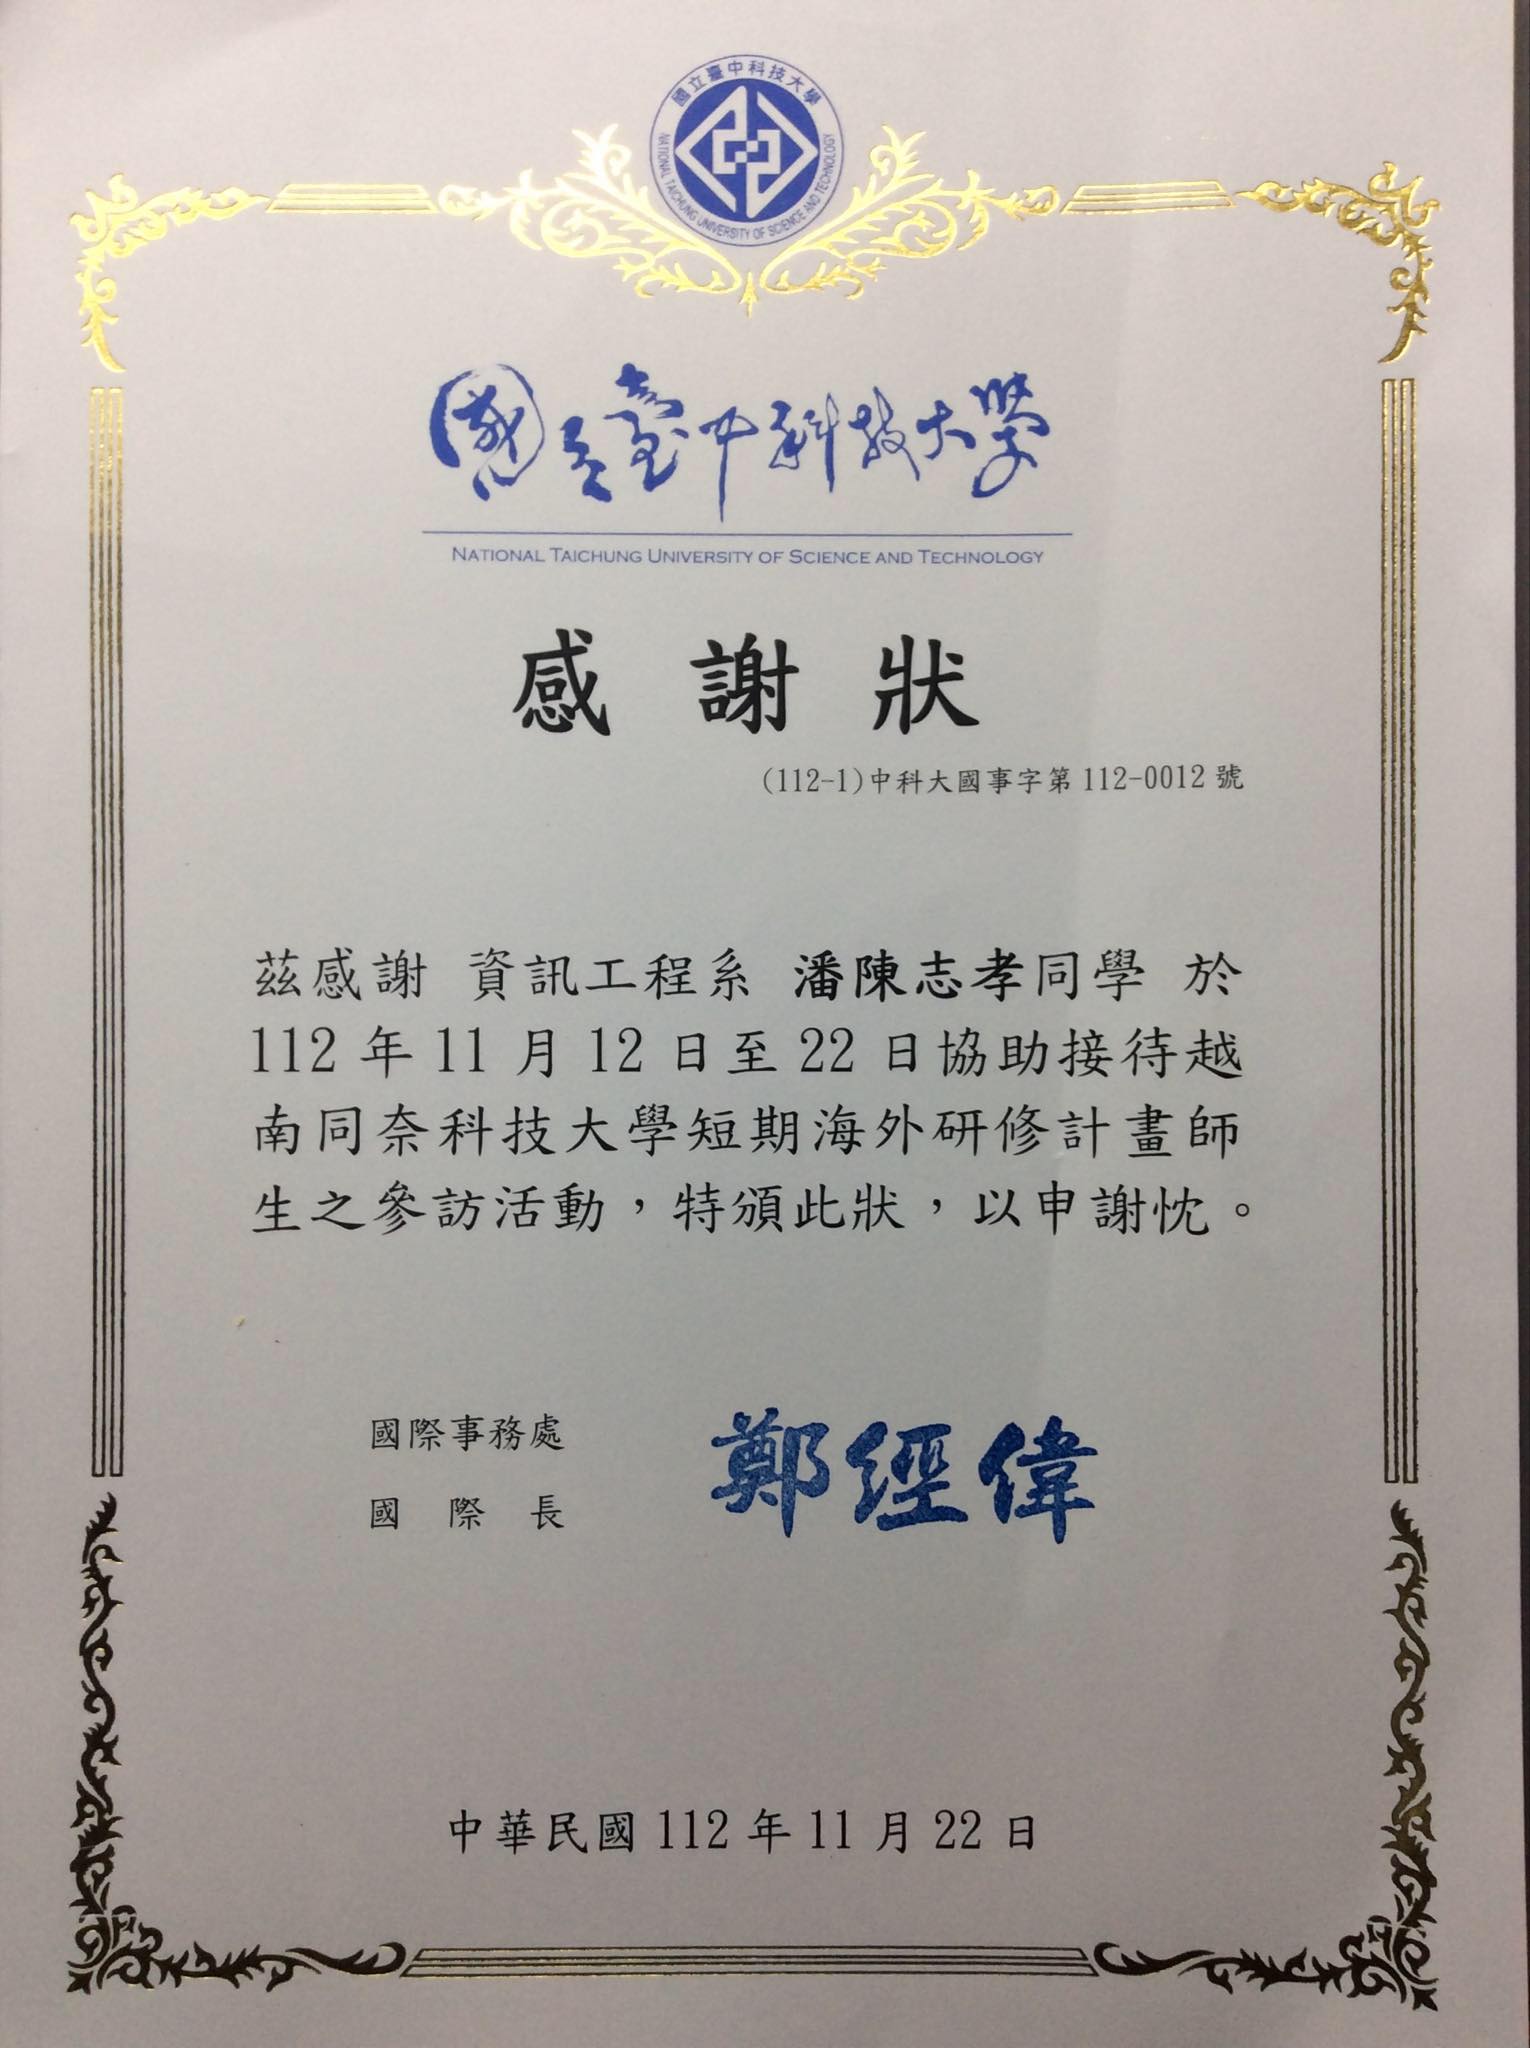 國立臺中科技大學
NATIONAL TAICHUNG UNIVERSITY OF SCIENCE AND TECHNOLOGY
國立臺中科技大學
NATIONAL TAICHUNG UNIVERSITY OF SCIENCE AND TECHNOLOGY
感謝狀
(112-1)中科大國事字第112-0012號
茲感謝 資訊工程系 潘陳志孝同學 於
112年11月12日至22日協助接待越
南同奈科技大學短期海外研修計畫師
生之參訪活動，特頒此狀，以申謝忱。
國際事務處
國際長
鄭經偉
中華民國112年11月22日